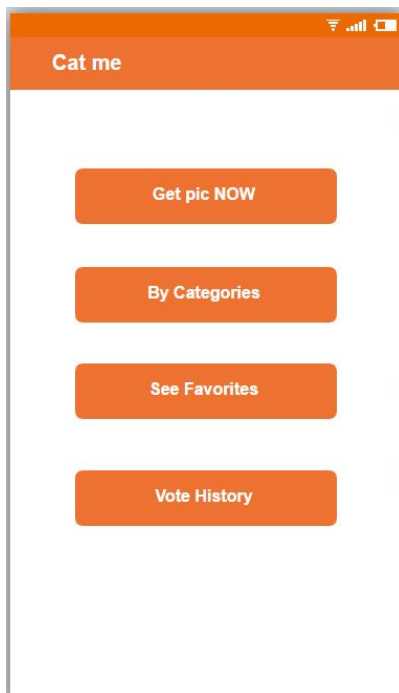 Cat me
Get pic NOW
By Categories
See Favorites
Vote History